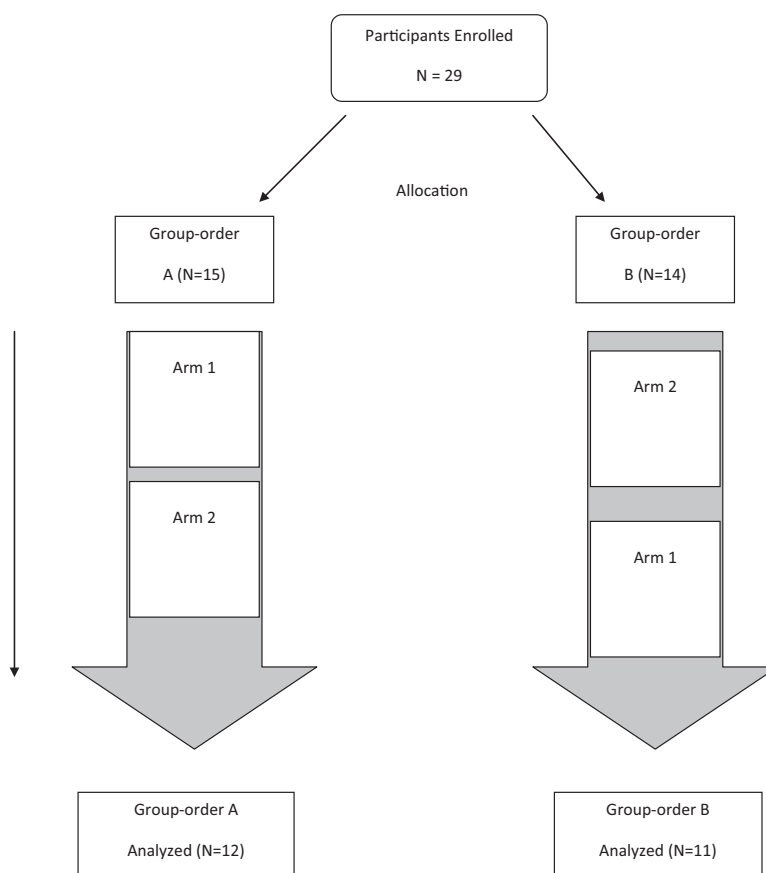 Participants Enrolled
N = 29
Allocation
Group-order
A (N=15)
Group-order
B (N=14)
Arm 1
Arm 2
Arm 2
Arm 1
Group-order A
Analyzed (N=12)
Group-order B
Analyzed (N=11)